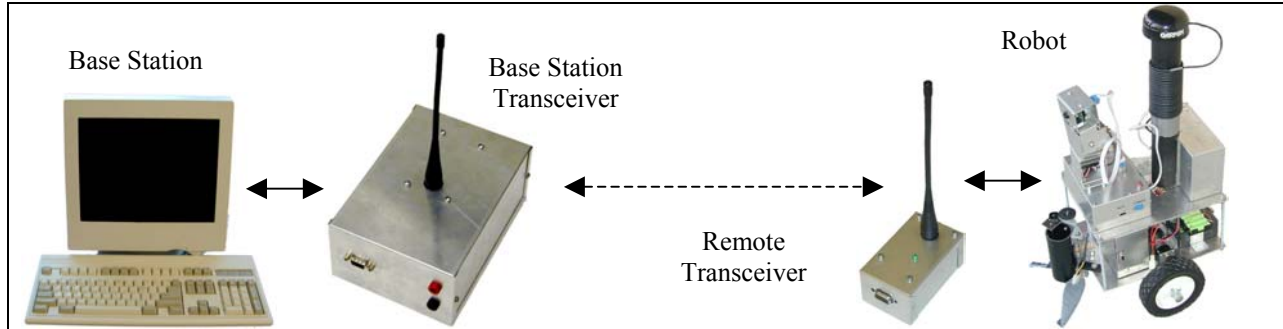 Base Station
Base Station
Transceiver
Remote
Transceiver
Robot